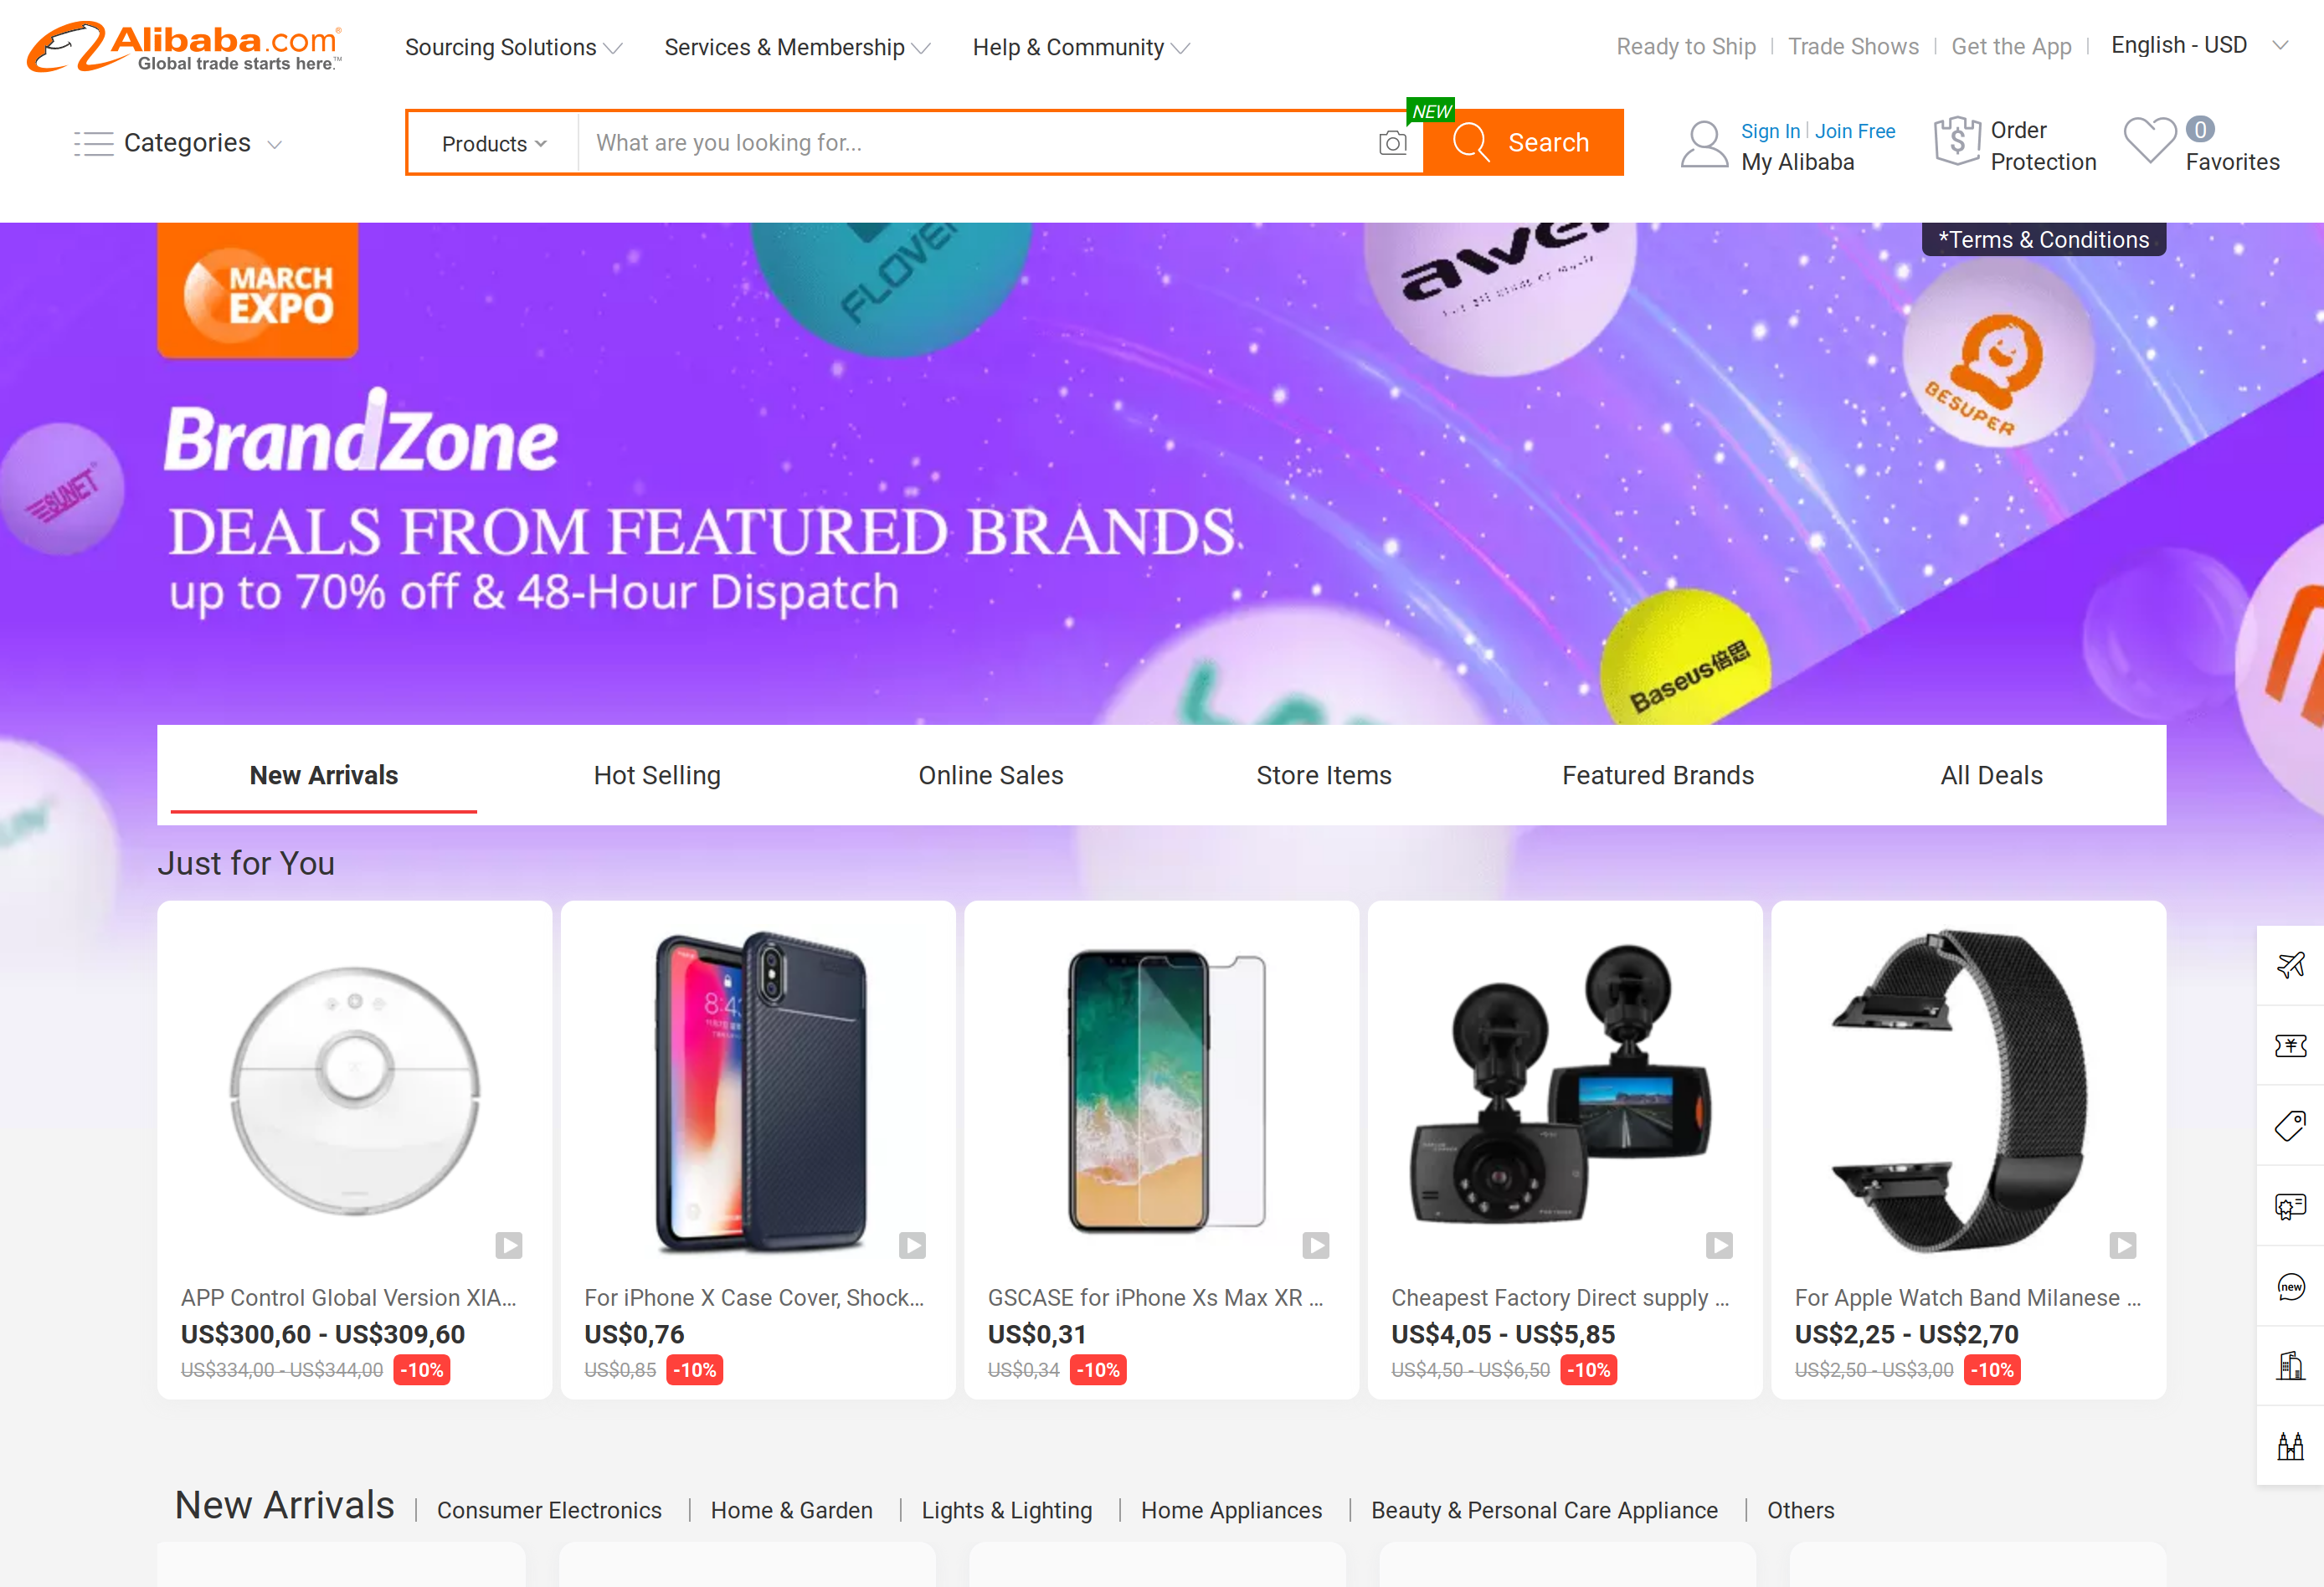 Alibaba.com
Global trade starts here.™
Sourcing Solutions
Services & Membership
Help & Community
Ready to Ship
Trade Shows
Get the App
English - USD
Categories
Products
What are you looking for...
NEW
Search
Sign In
Join Free
My Alibaba
Order
Protection
0
Favorites
*Terms & Conditions
MARCH
EXPO
FLOVEM
awei
BESUPER
SUNET
BrandZone
DEALS FROM FEATURED BRANDS
up to 70% off & 48-Hour Dispatch
Baseus倍思
New Arrivals
Hot Selling
Online Sales
Store Items
Featured Brands
All Deals
Just for You
8:4
APP Control Global Version XIA...
US$300,60 - US$309,60
US$334,00 - US$344,00
-10%
For iPhone X Case Cover, Shock...
US$0,76
US$0,85
-10%
GSCASE for iPhone Xs Max XR ...
US$0,31
US$0,34
-10%
Cheapest Factory Direct supply ...
US$4,05 - US$5,85
US$4,50 - US$6,50
-10%
For Apple Watch Band Milanese ...
US$2,25 - US$2,70
US$2,50 - US$3,00
-10%
new
New Arrivals
Consumer Electronics
Home & Garden
Lights & Lighting
Home Appliances
Beauty & Personal Care Appliance
Others